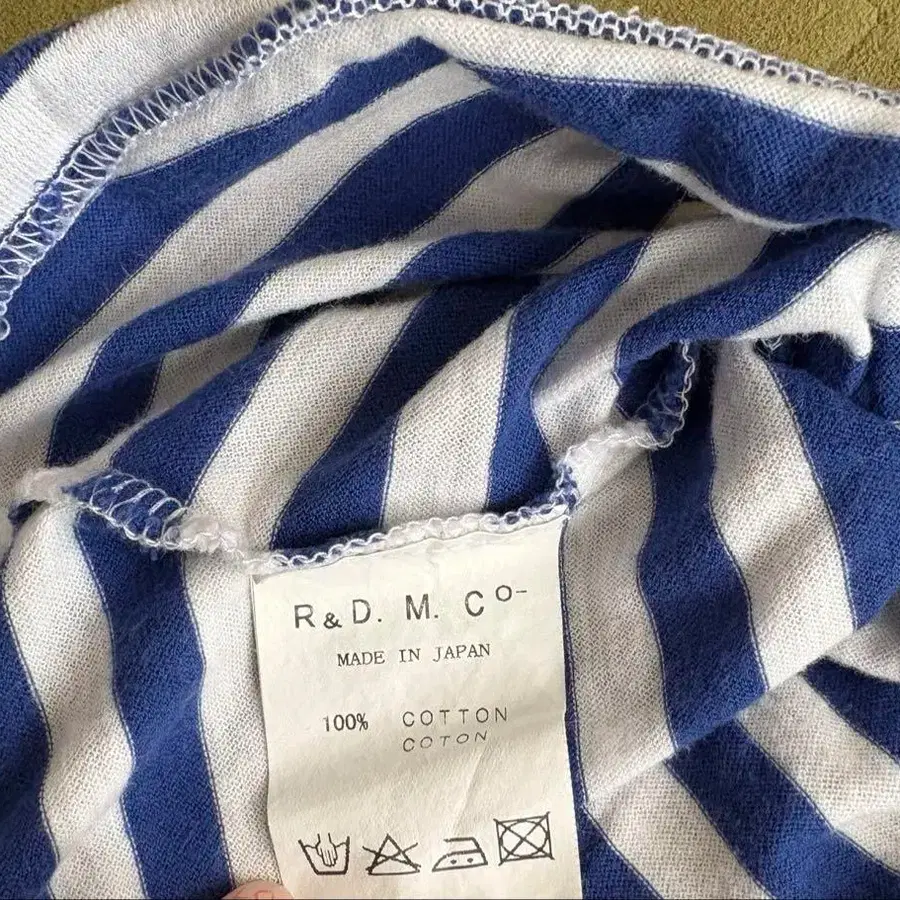 R & D. M. Co-
MADE IN JAPAN
100% COTTON
COTON